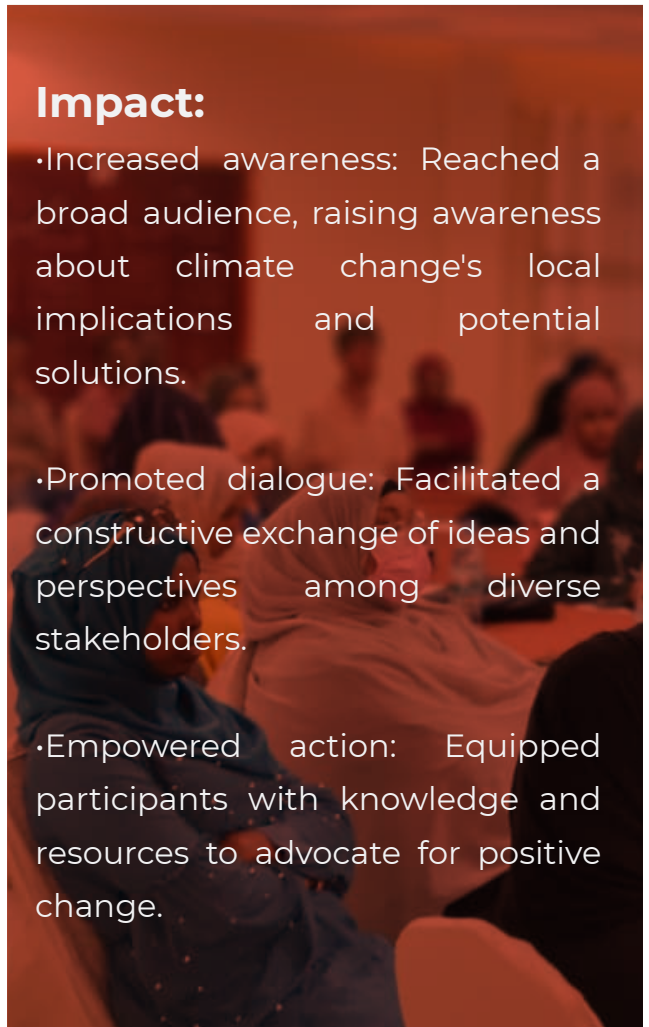 Impact:
•Increased awareness: Reached a
broad audience, raising awareness
about climate change's local
implications and potential
solutions.
•Promoted dialogue: Facilitated a
constructive exchange of ideas and
perspectives among diverse
stakeholders.
•Empowered action: Equipped
participants with knowledge and
resources to advocate for positive
change.